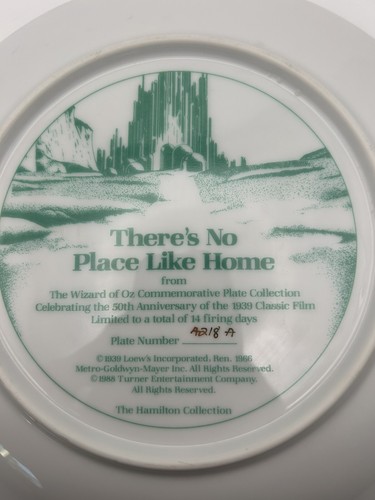 There's No
Place Like Home
from
The Wizard of Oz Commemorative Plate Collection
Celebrating the 50th Anniversary of the 1939 Classic Film
Limited to a total of 14 firing days
Plate Number 4218 A
©1939 Loew's Incorporated. Ren. 1966
Metro-Goldwyn-Mayer Inc. All Rights Reserved.
©1988 Turner Entertainment Company.
All Rights Reserved.
The Hamilton Collection